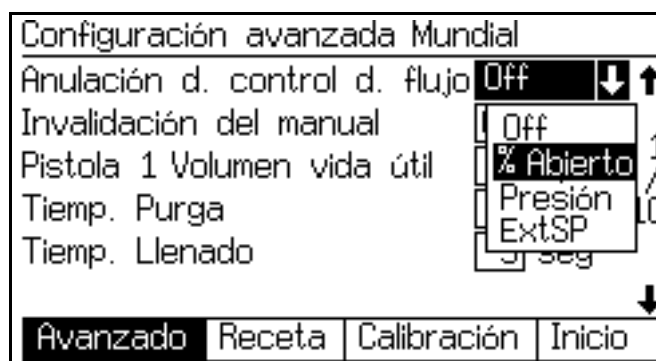 Configuración avanzada Mundial
Anulación d. control d. flujo Off
Invalidación del manual
Off
Pistola 1 Volumen vida útil
% Abierto
Tiemp. Purga
Presión
ExtSP
Tiemp. Llenado seg
Avanzado Receta Calibración Inicio